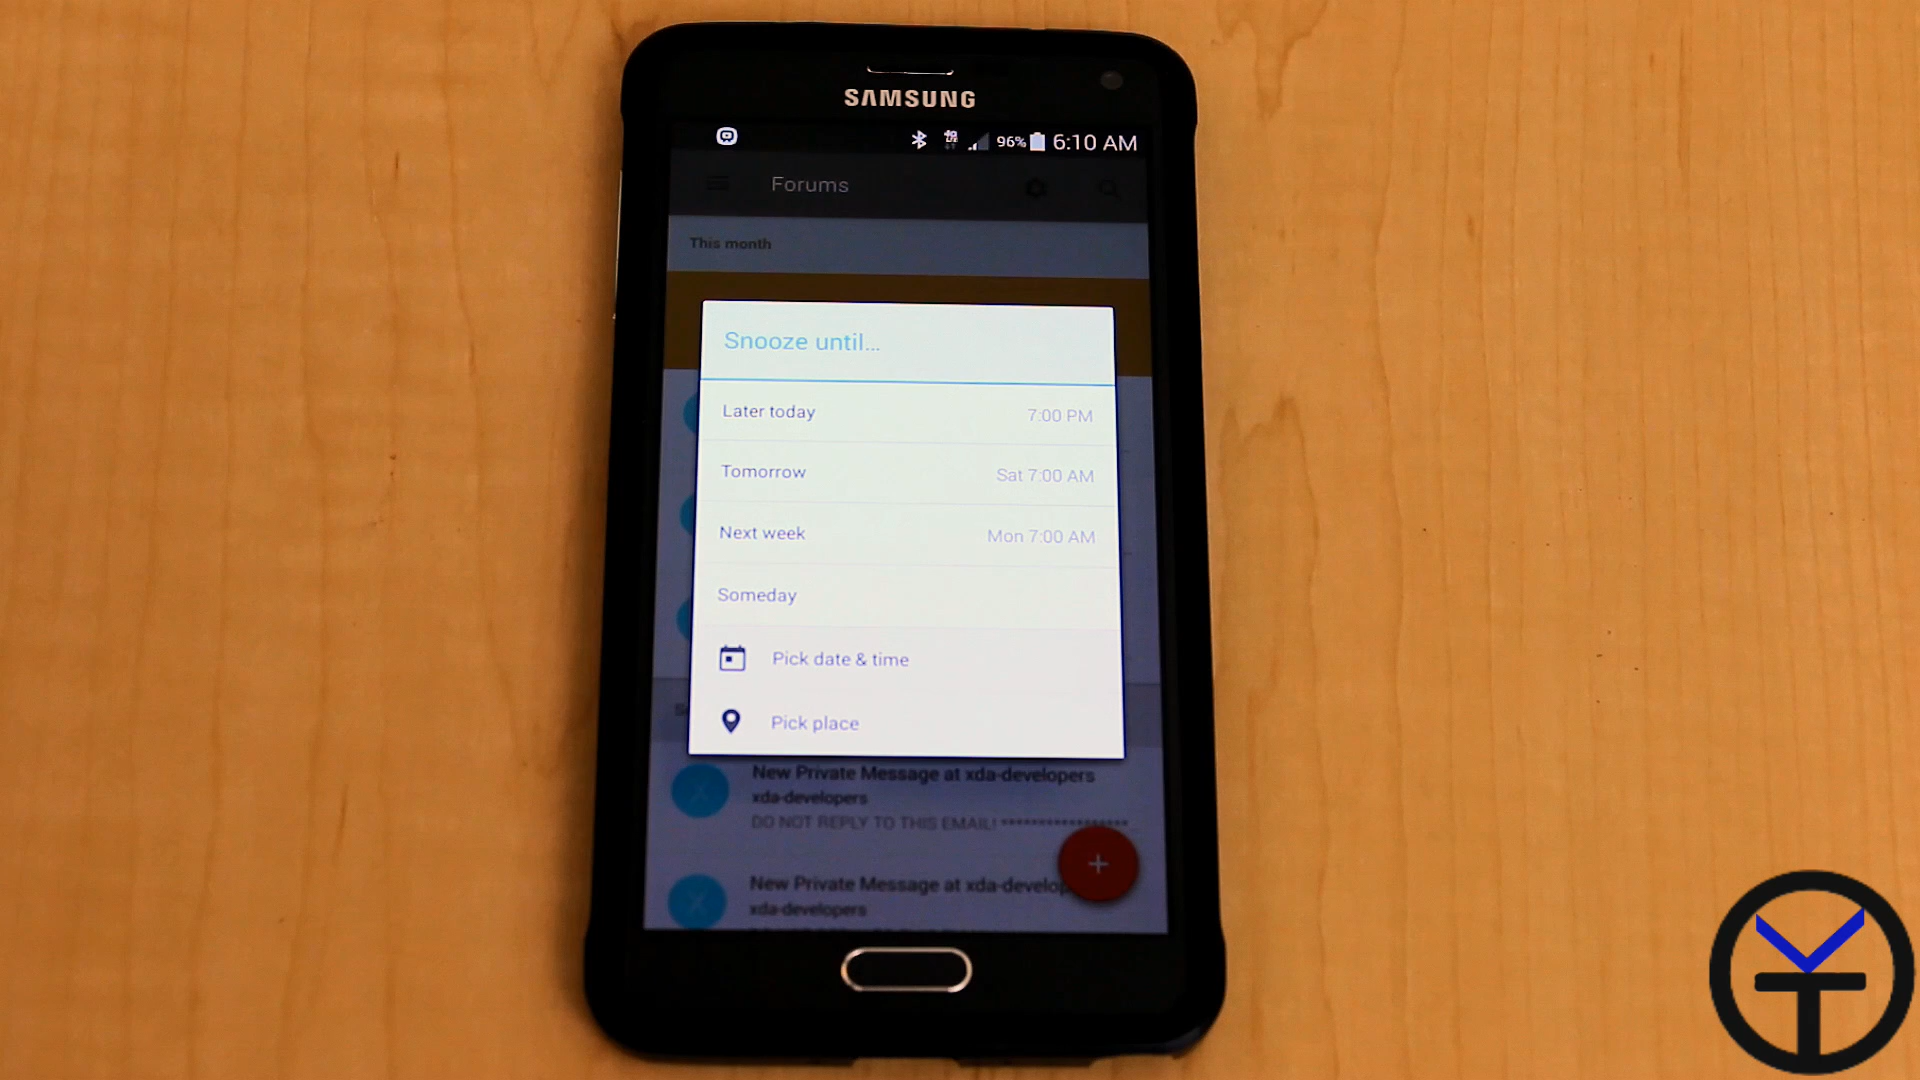 SAMSUNG
4G LTE 96% 6:10 AM
Forums
This month
Snooze until...
Later today 7:00 PM
Tomorrow Sat 7:00 AM
Next week Mon 7:00 AM
Someday
Pick date & time
Pick place
New Private Message at xda-developers
xda-developers
DO NOT REPLY TO THIS EMAIL! ******************
New Private Message at xda-develop
xda-developers